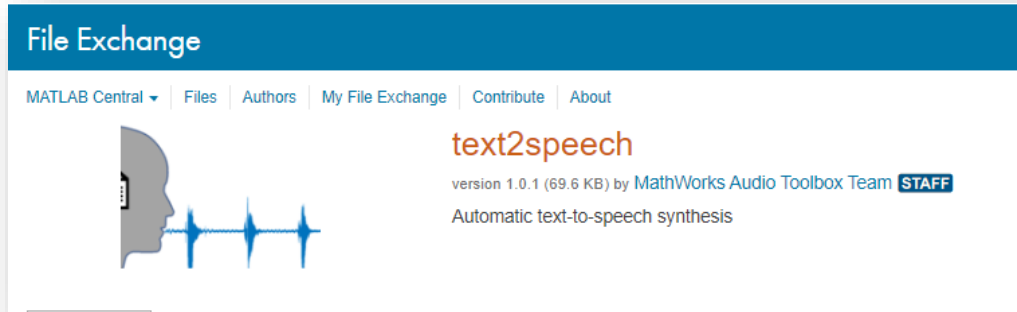 File Exchange
MATLAB Central Files Authors My File Exchange Contribute About
text2speech
version 1.0.1 (69.6 KB) by MathWorks Audio Toolbox Team STAFF
Automatic text-to-speech synthesis